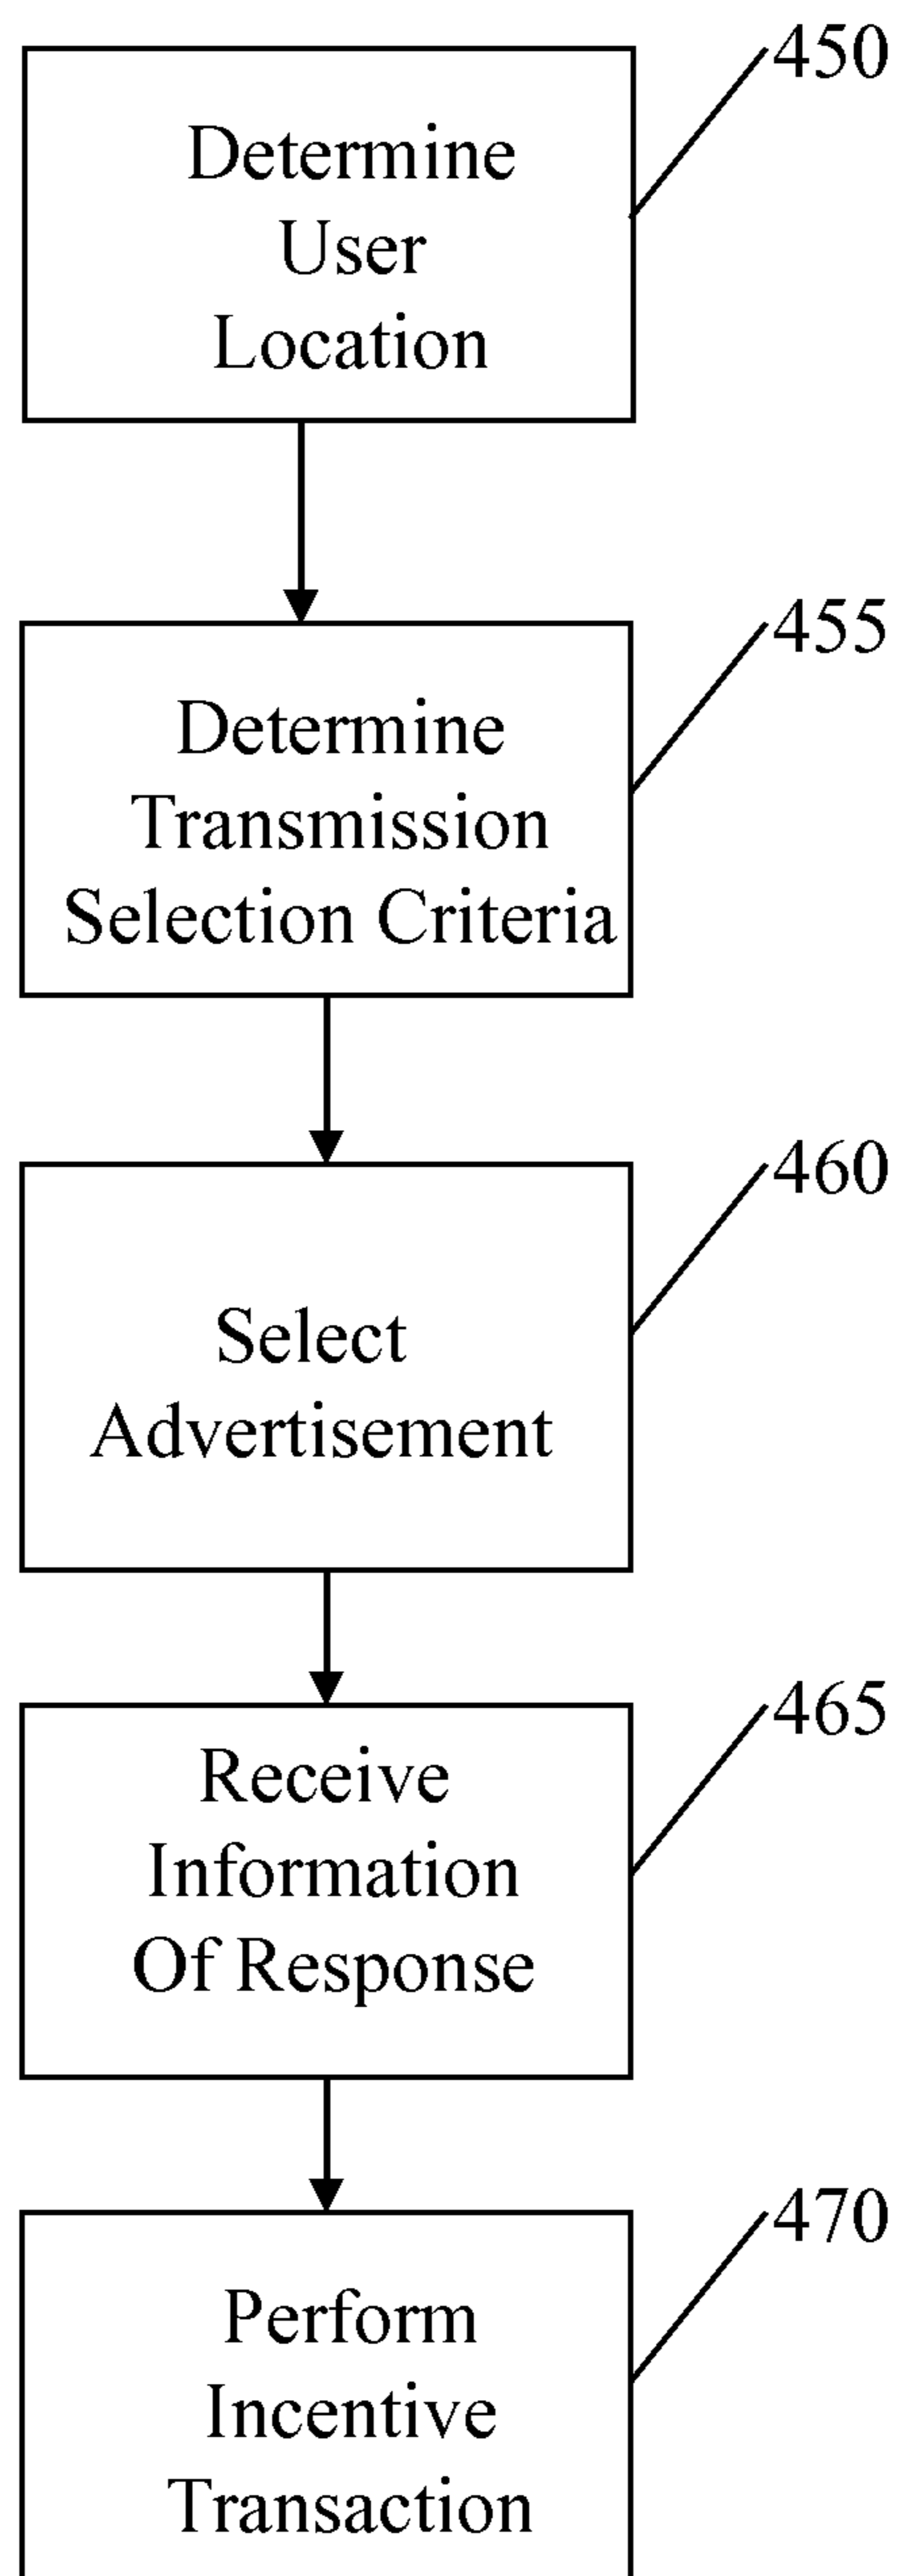 450
Determine
User
Location
455
Determine
Transmission
Selection Criteria
460
Select
Advertisement
465
Receive
Information
Of Response
470
Perform
Incentive
Transaction